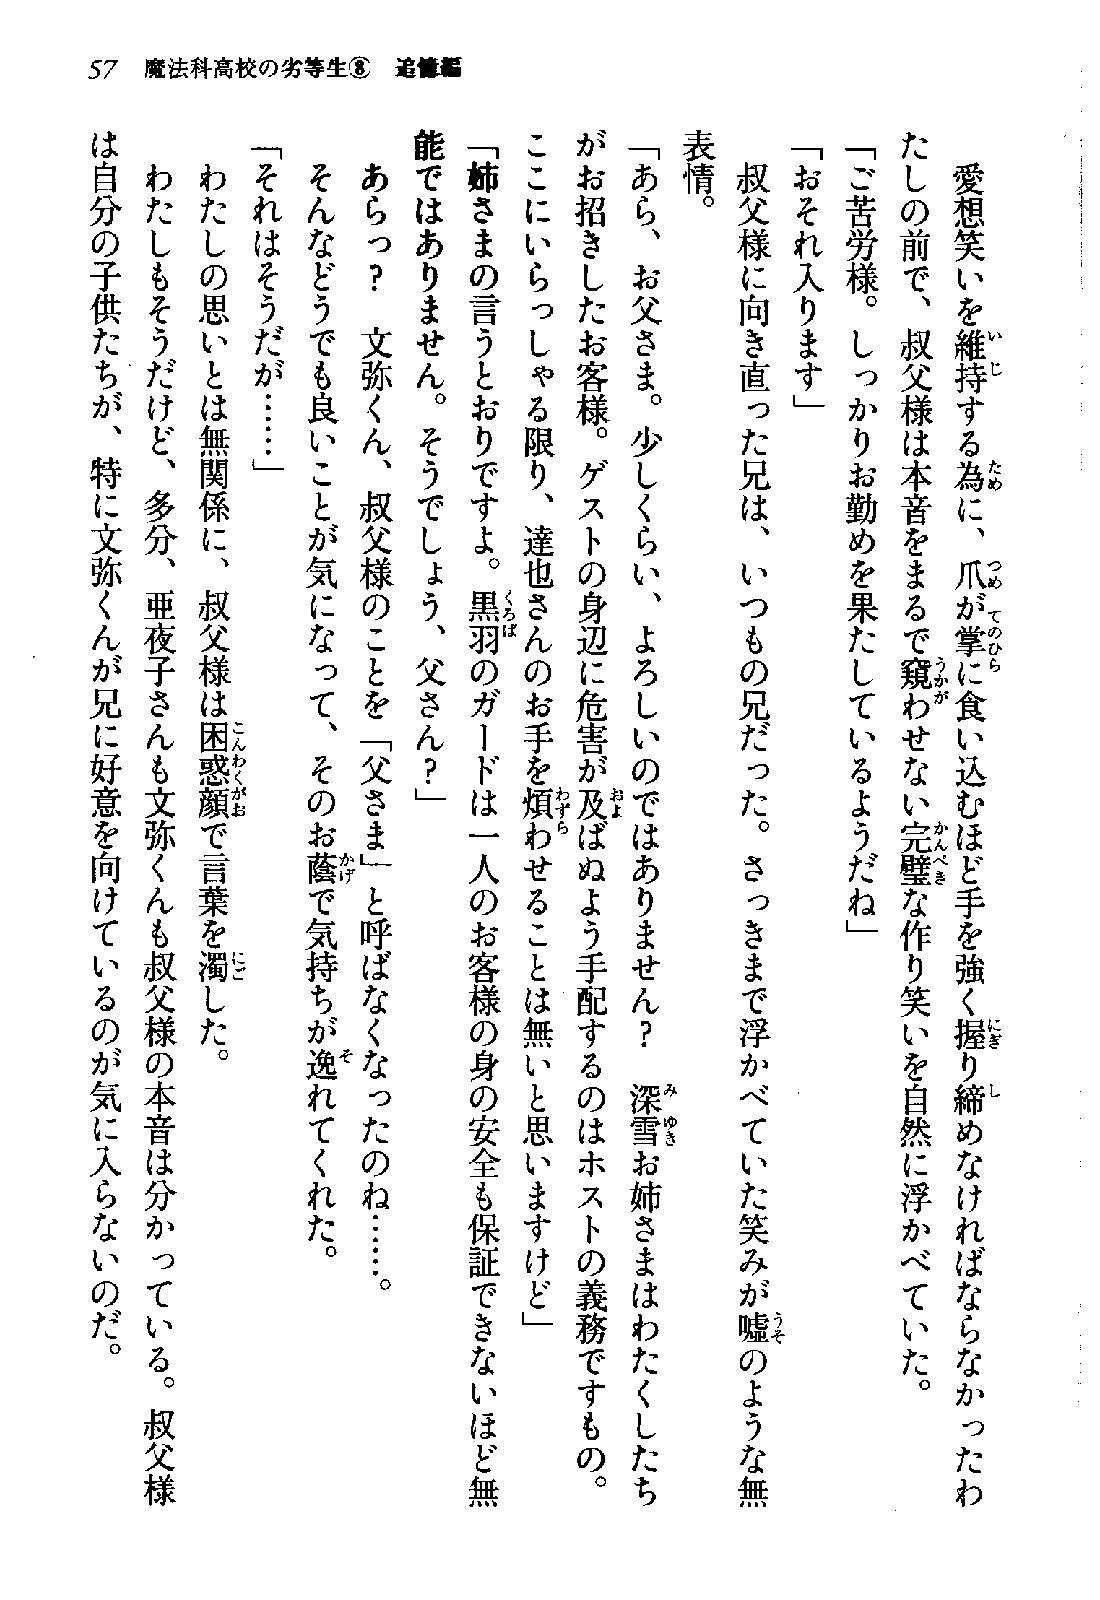 57　魔法科高校の劣等生⑧　追憶編
　愛想笑いを維持する為に、爪が掌に食い込むほど手を強く握り締めなければならなかったわ
たしの前で、叔父様は本音をまるで窺わせない完璧な作り笑いを自然に浮かべていた。
「ご苦労様。しっかりお勤めを果たしているようだね」
「おそれ入ります」
　叔父様に向き直った兄は、いつもの兄だった。さっきまで浮かべていた笑みが嘘のような無
表情。
「あら、お父さま。少しくらい、よろしいのではありません？　深雪お姉さまはわたくしたち
がお招きしたお客様。ゲストの身辺に危害が及ばぬよう手配するのはホストの義務ですもの。
ここにいらっしゃる限り、達也さんのお手を煩わせることは無いと思いますけど」
「姉さまの言うとおりですよ。黒羽のガードは一人のお客様の身の安全も保証できないほど無
能ではありません。そうでしょう、父さん？」
　あらっ？　文弥くん、叔父様のことを「父さま」と呼ばなくなったのね……。
　そんなどうでも良いことが気になって、そのお蔭で気持ちが逸れてくれた。
「それはそうだが……」
　わたしの思いとは無関係に、叔父様は困惑顔で言葉を濁した。
　わたしもそうだけど、多分、亜夜子さんも文弥くんも叔父様の本音は分かっている。叔父様
は自分の子供たちが、特に文弥くんが兄に好意を向けているのが気に入らないのだ。